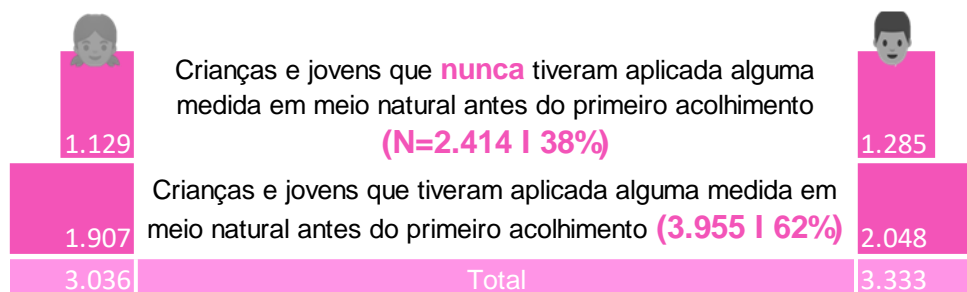 Crianças e jovens que nunca tiveram aplicada alguma
medida em meio natural antes do primeiro acolhimento
1.129 (N=2.414 I 38%) 1.285
Crianças e jovens que tiveram aplicada alguma medida em
1.907 meio natural antes do primeiro acolhimento (3.955 I 62%) 2.048
3.036 Total 3.333